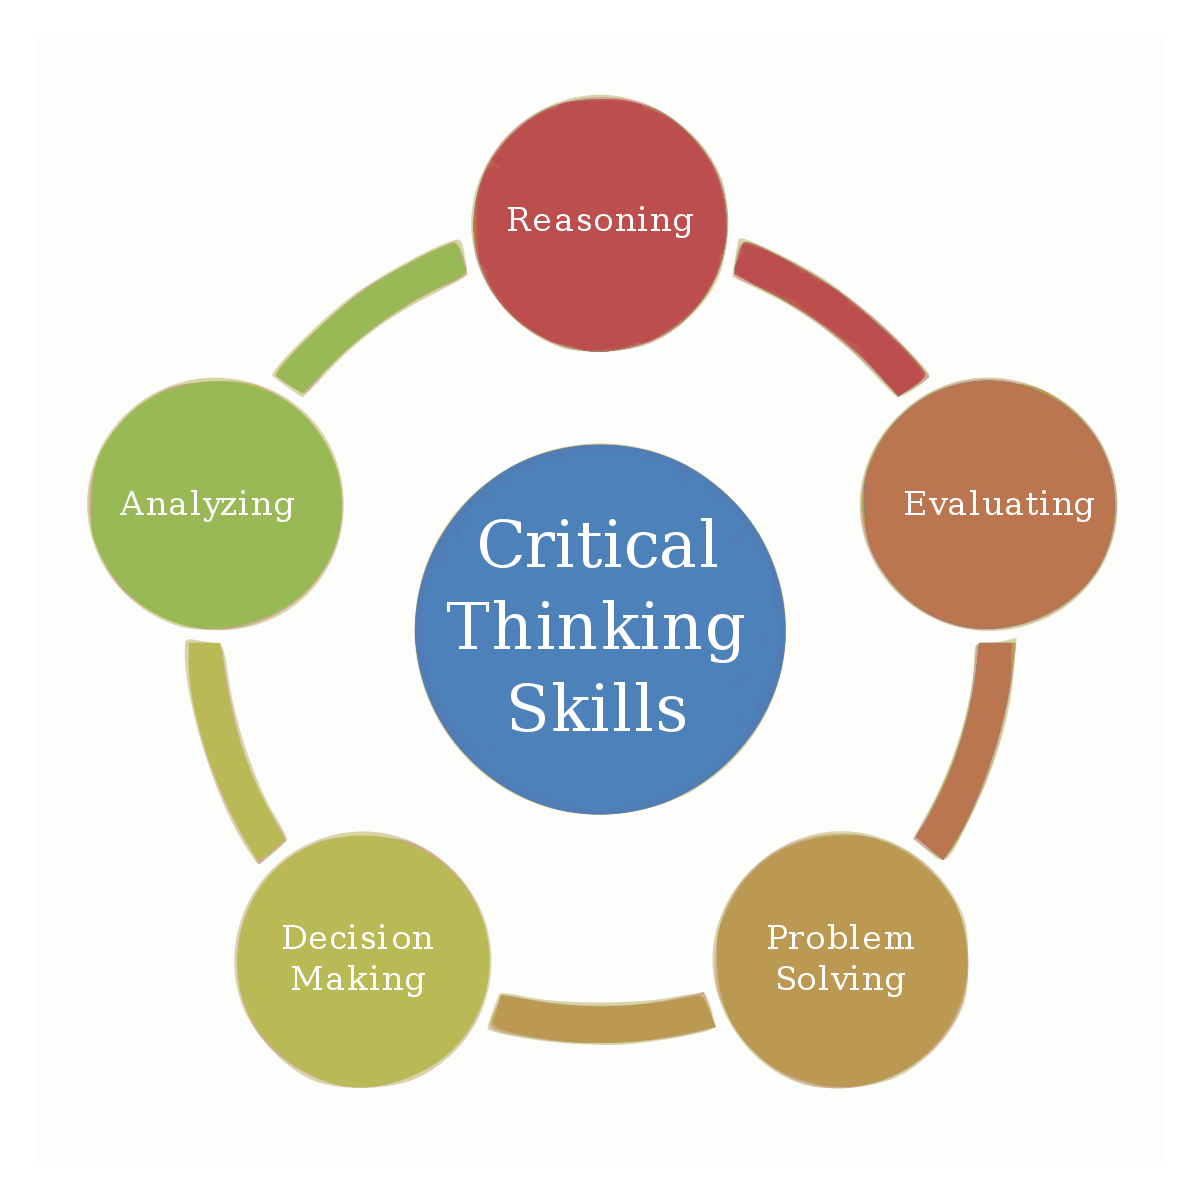 Reasoning
Evaluating
Problem
Solving
Decision
Making
Analyzing
Critical
Thinking
Skills